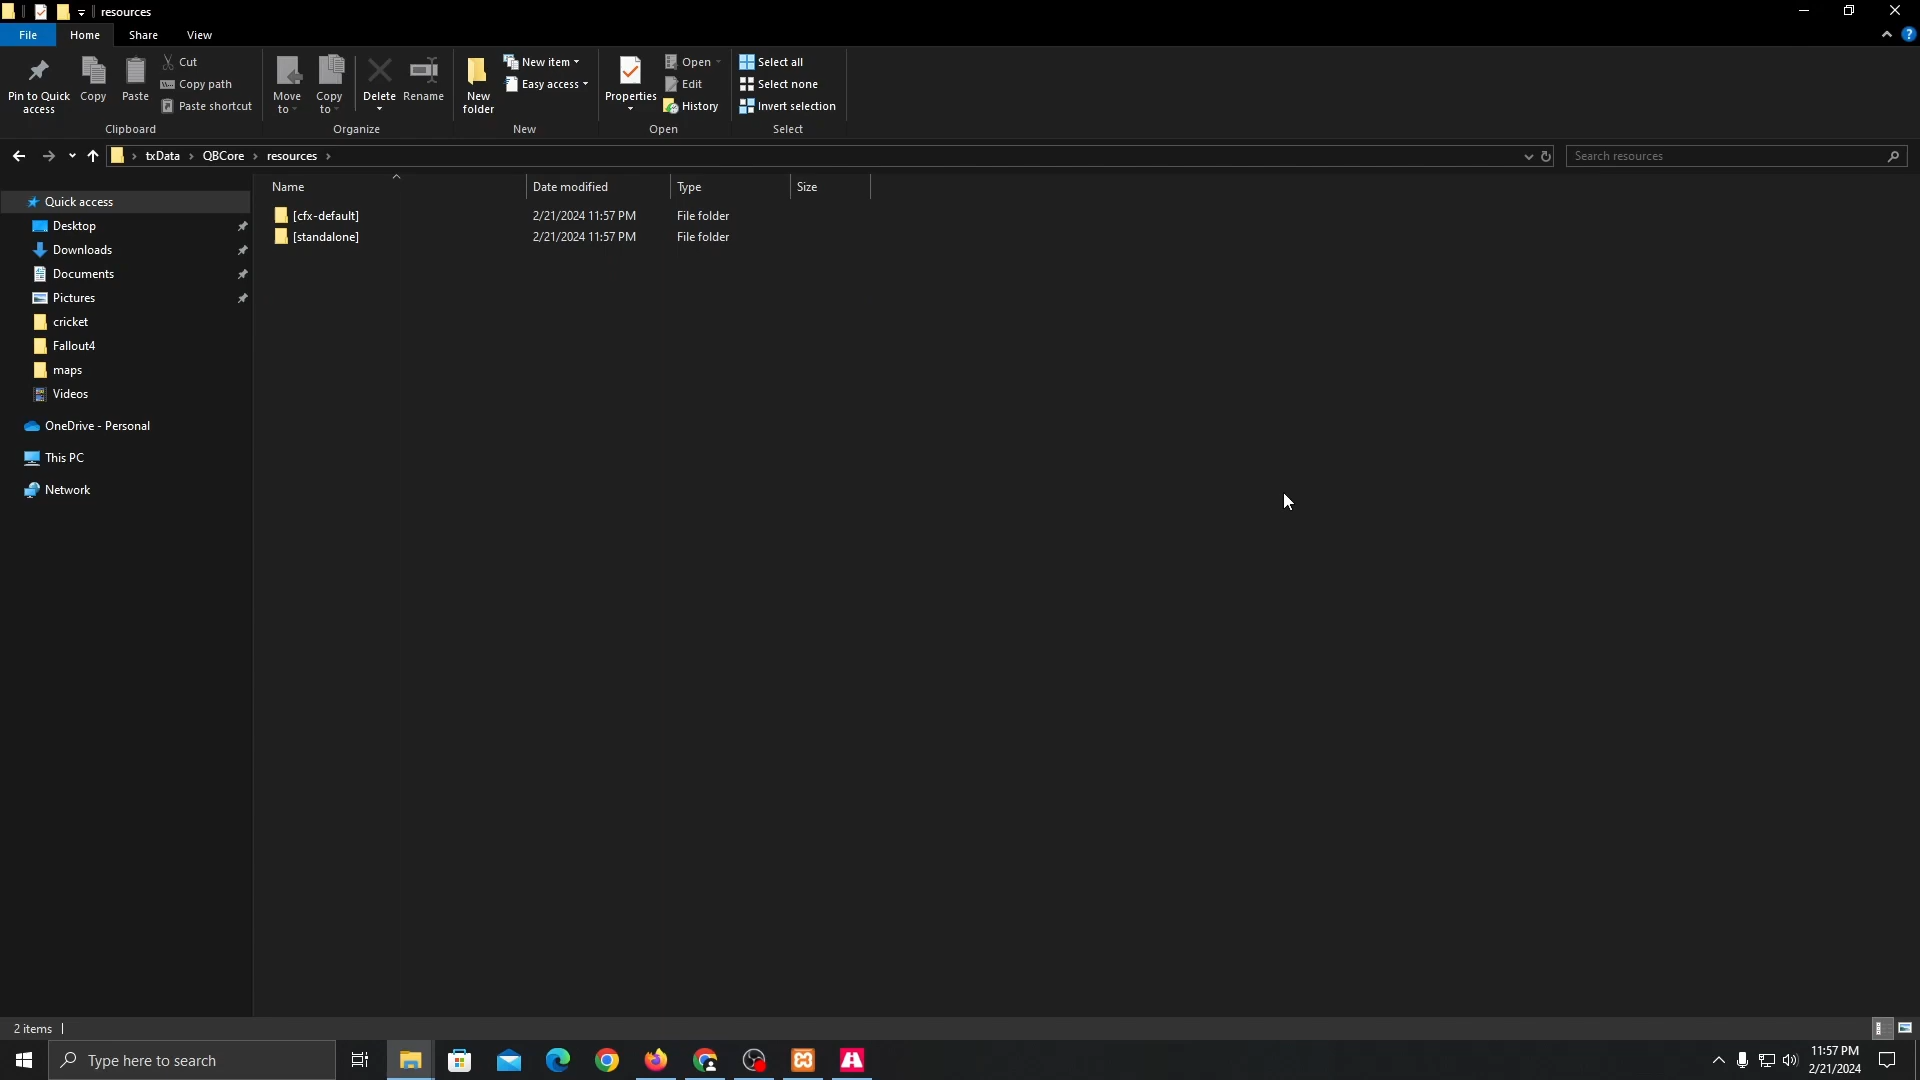 resources
File Home Share View
Pin to Quick access
Copy
Paste
Cut
Copy path
Paste shortcut
Clipboard
Move to
Copy to
Delete
Rename
Organize
New folder
New item
Easy access
New
Properties
Open
Edit
History
Open
Select all
Select none
Invert selection
Select
txData QBCore resources
Search resources
Name Date modified Type Size
[cfx-default] 2/21/2024 11:57 PM File folder
[standalone] 2/21/2024 11:57 PM File folder
Quick access
Desktop
Downloads
Documents
Pictures
cricket
Fallout4
maps
Videos
OneDrive - Personal
This PC
Network
2 items
Type here to search
11:57 PM
2/21/2024